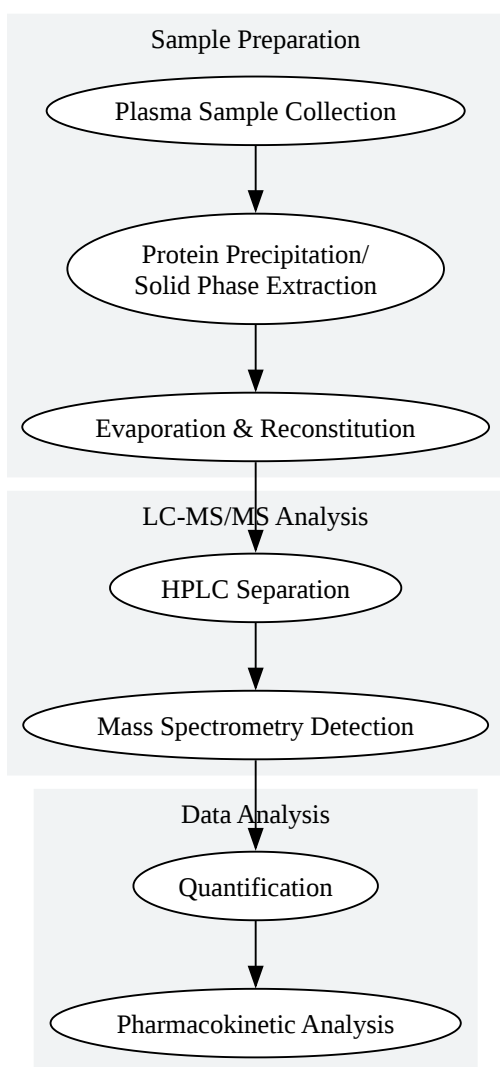 Sample Preparation
Plasma Sample Collection
Protein Precipitation/
Solid Phase Extraction
Evaporation & Reconstitution
LC-MS/MS Analysis
HPLC Separation
Mass Spectrometry Detection
Data Analysis
Quantification
Pharmacokinetic Analysis